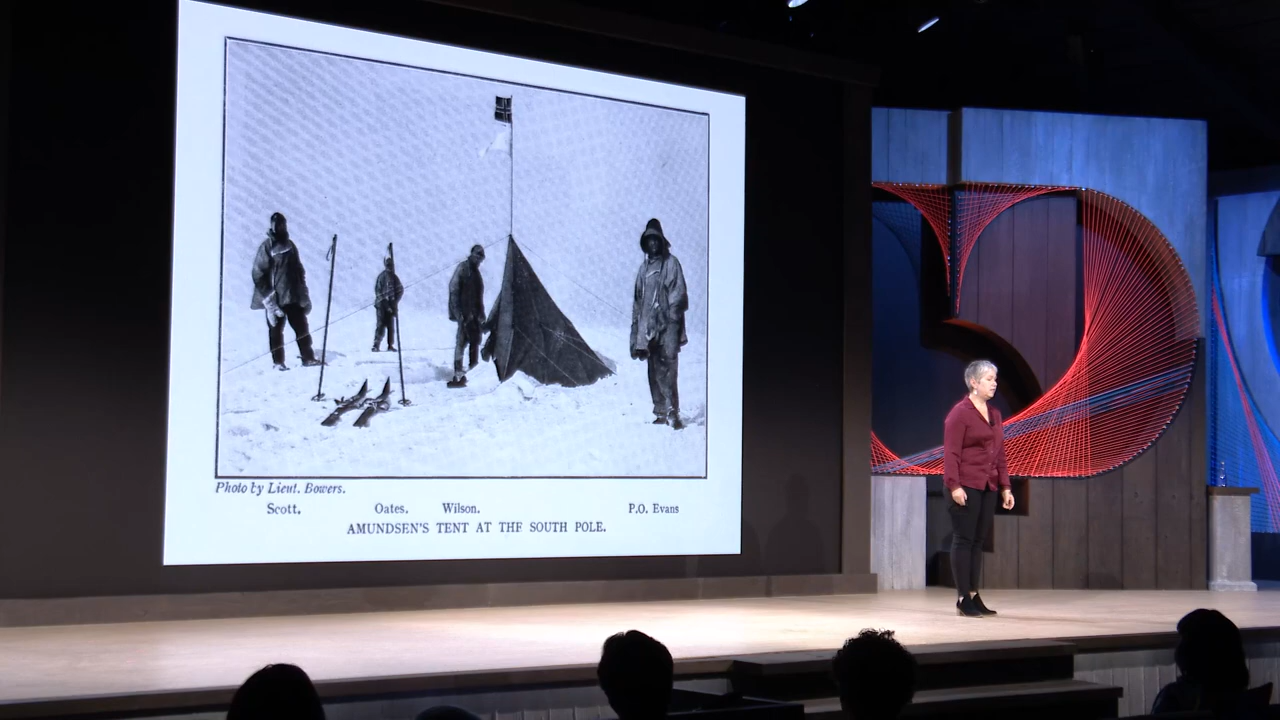 Photo by Lieut. Bowers.
Scott. Oates. Wilson. P.O. Evans
AMUNDSEN'S TENT AT THE SOUTH POLE.